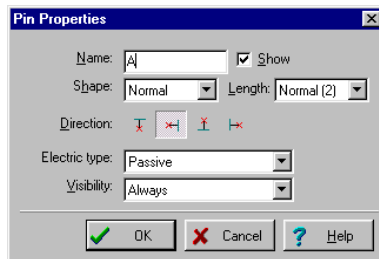 Pin Properties
Name: A Show
Shape: Normal Length: Normal (2)
Direction:
Electric type: Passive
Visibility: Always
OK Cancel ? Help